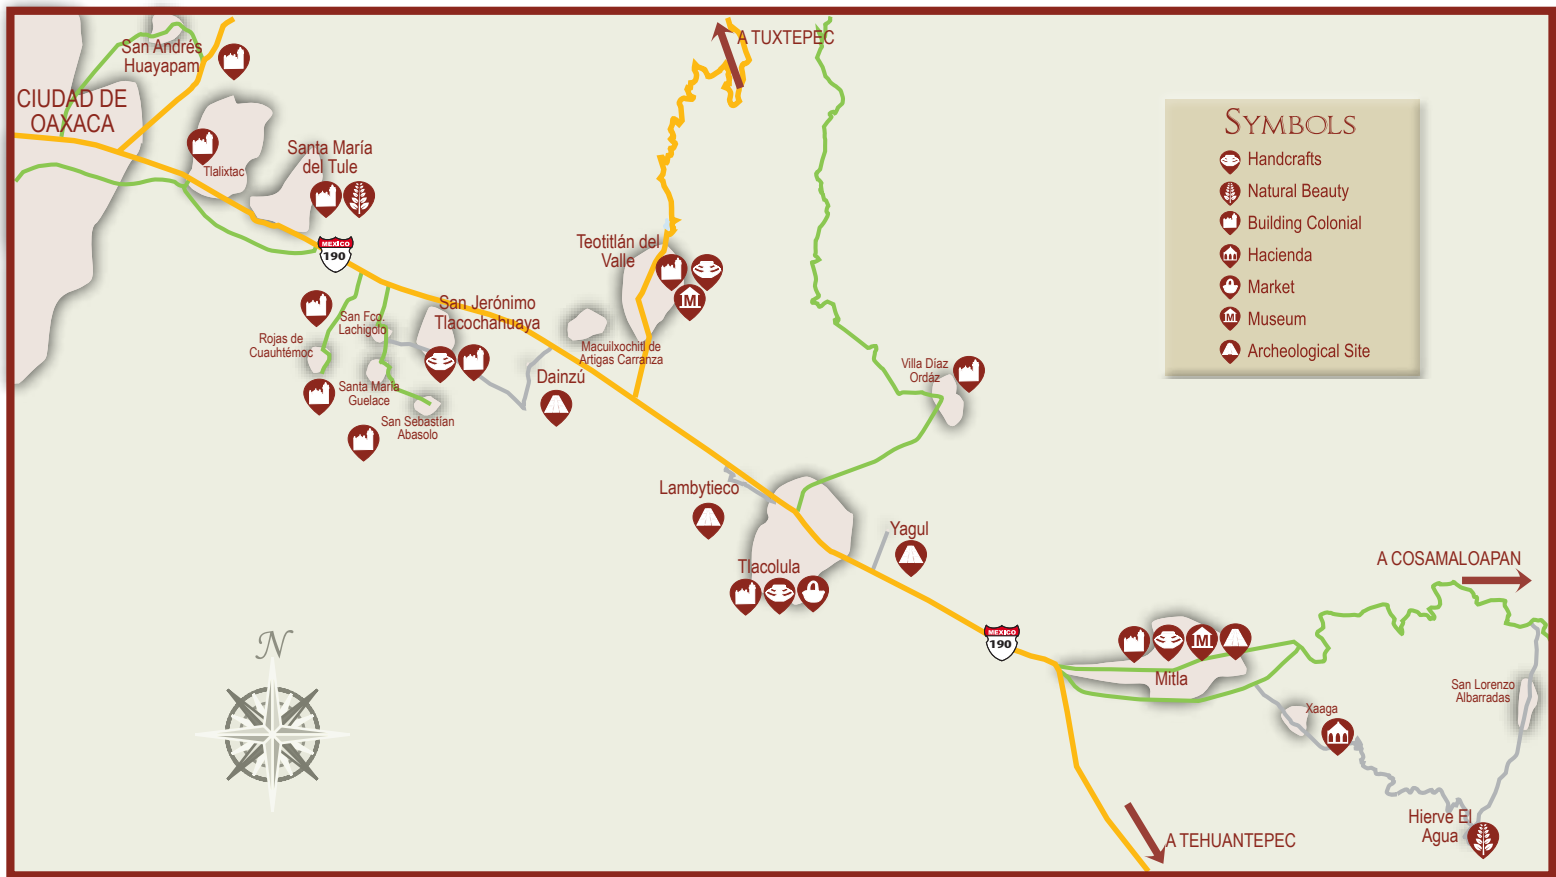 San Andrés
Huayapam
CIUDAD DE
OAXACA
Tlalixtac
Santa María
del Tule
MEXICO
190
A TUXTEPEC
SYMBOLS
Handcrafts
Natural Beauty
Building Colonial
Hacienda
Market
M
Museum
Archeological Site
Teotitlán del
Valle
M
San Jerónimo
Tlacochahuaya
San Fco.
Lachigolo
Rojas de
Cuauhtémoc
Macuilxochitl de
Artigas Carranza
Santa María
Guelace
Dainzú
San Sebastían
Abasolo
Villa Díaz
Ordáz
Lambytieco
Yagul
Tlacolula
A COSAMALOAPAN
MEXICO
190
M
Mitla
San Lorenzo
Albarradas
Xaaga
Hierve El
Agua
A TEHUANTEPEC
N